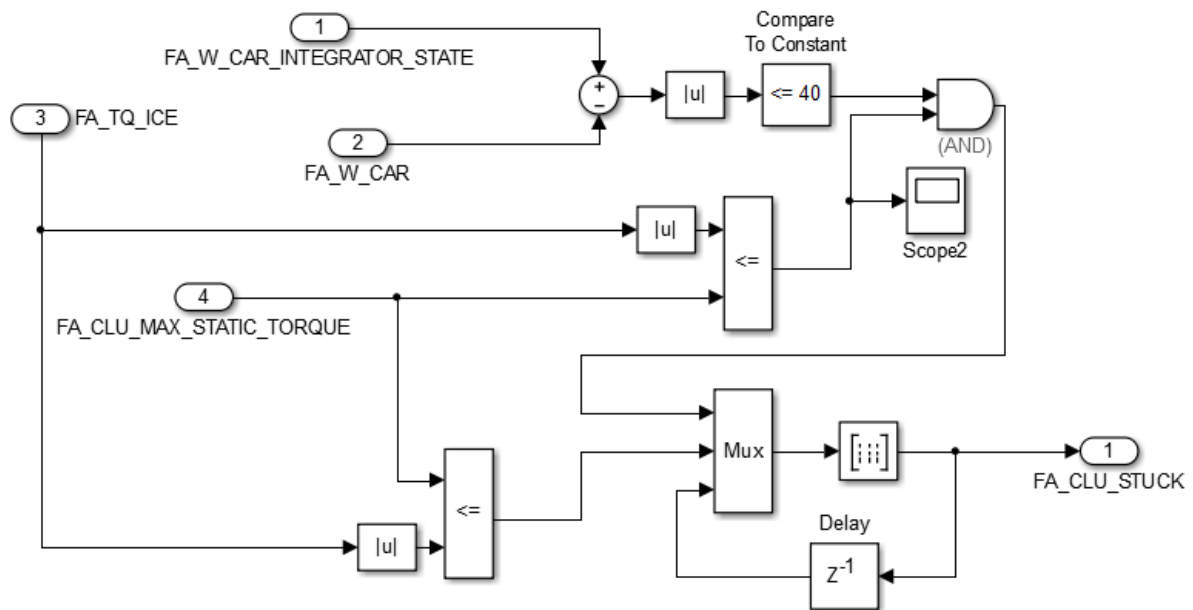 1
FA_W_CAR_INTEGRATOR_STATE
Compare
To Constant
+
−
|u|
<= 40
3
FA_TQ_ICE
2
FA_W_CAR
(AND)
|u|
<=
Scope2
4
FA_CLU_MAX_STATIC_TORQUE
Mux
1
FA_CLU_STUCK
<=
|u|
Delay
Z-1